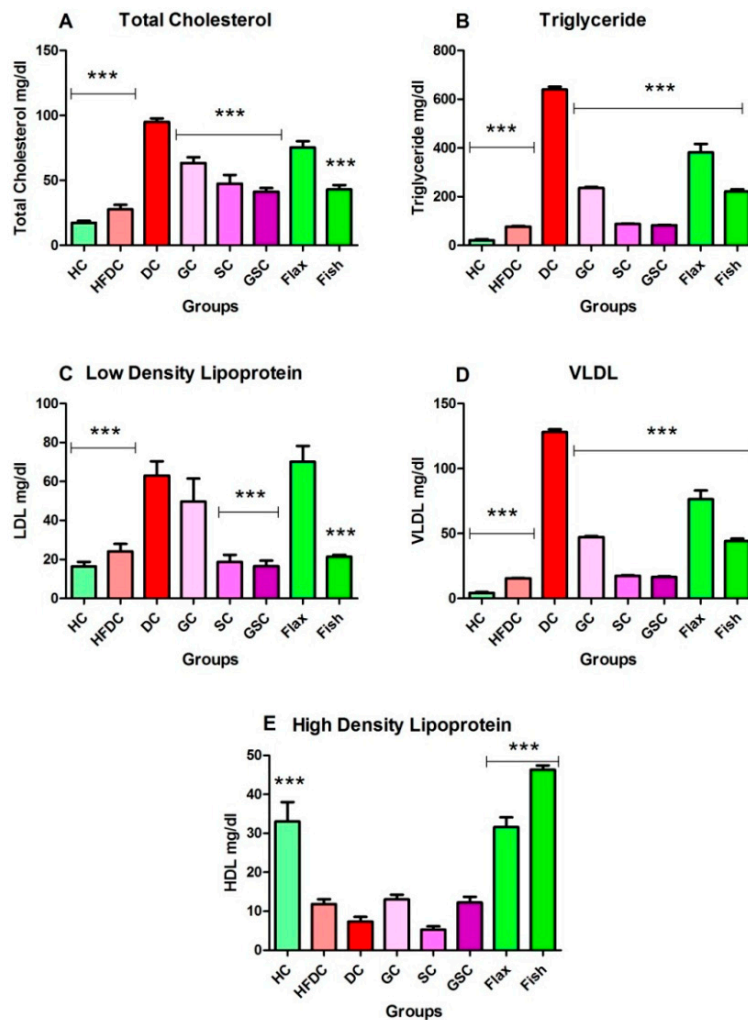 A Total Cholesterol
150
100
50
0
Total Cholesterol mg/dl
***
***
***
HC HFDC DC GC SC GSC Flax Fish
Groups
B Triglyceride
800
600
400
200
0
Triglyceride mg/dl
***
***
HC HFDC DC GC SC GSC Flax Fish
Groups
C Low Density Lipoprotein
100
80
60
40
20
0
LDL mg/dl
***
***
***
HC HFDC DC GC SC GSC Flax Fish
Groups
D VLDL
150
100
50
0
VLDL mg/dl
***
***
HC HFDC DC GC SC GSC Flax Fish
Groups
E High Density Lipoprotein
50
40
30
20
10
0
HDL mg/dl
***
***
HC HFDC DC GC SC GSC Flax Fish
Groups